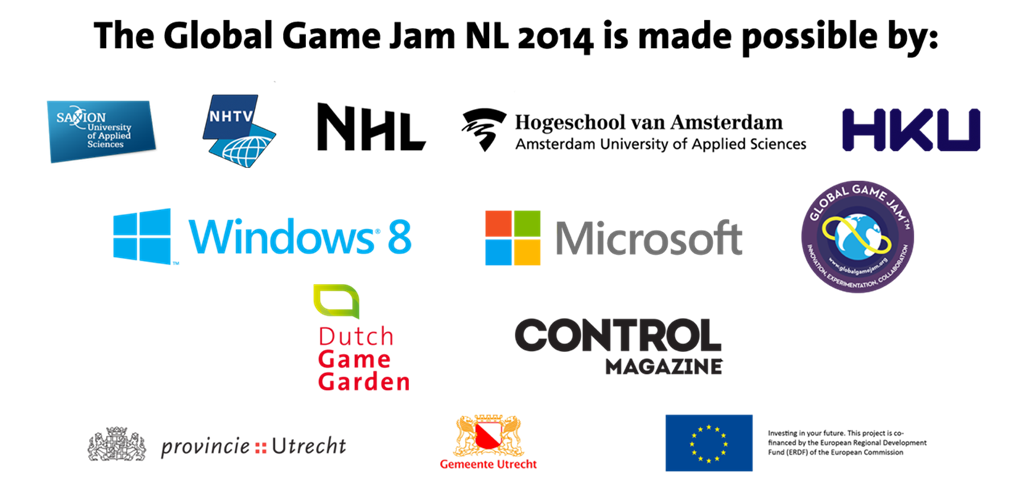 The Global Game Jam NL 2014 is made possible by:
SAXION
University
of Applied
Sciences
NHTV
NHL
Hogeschool van Amsterdam
Amsterdam University of Applied Sciences
HKU
Windows® 8
™
Microsoft
GLOBAL GAME JAM™
www.globalgamejam.org
INNOVATION, EXPERIMENTATION, COLLABORATION
Dutch
Game
Garden
CONTROL
MAGAZINE
provincie :: Utrecht
Gemeente Utrecht
Investing in your future. This project is co-
financed by the European Regional Development
Fund (ERDF) of the European Commission